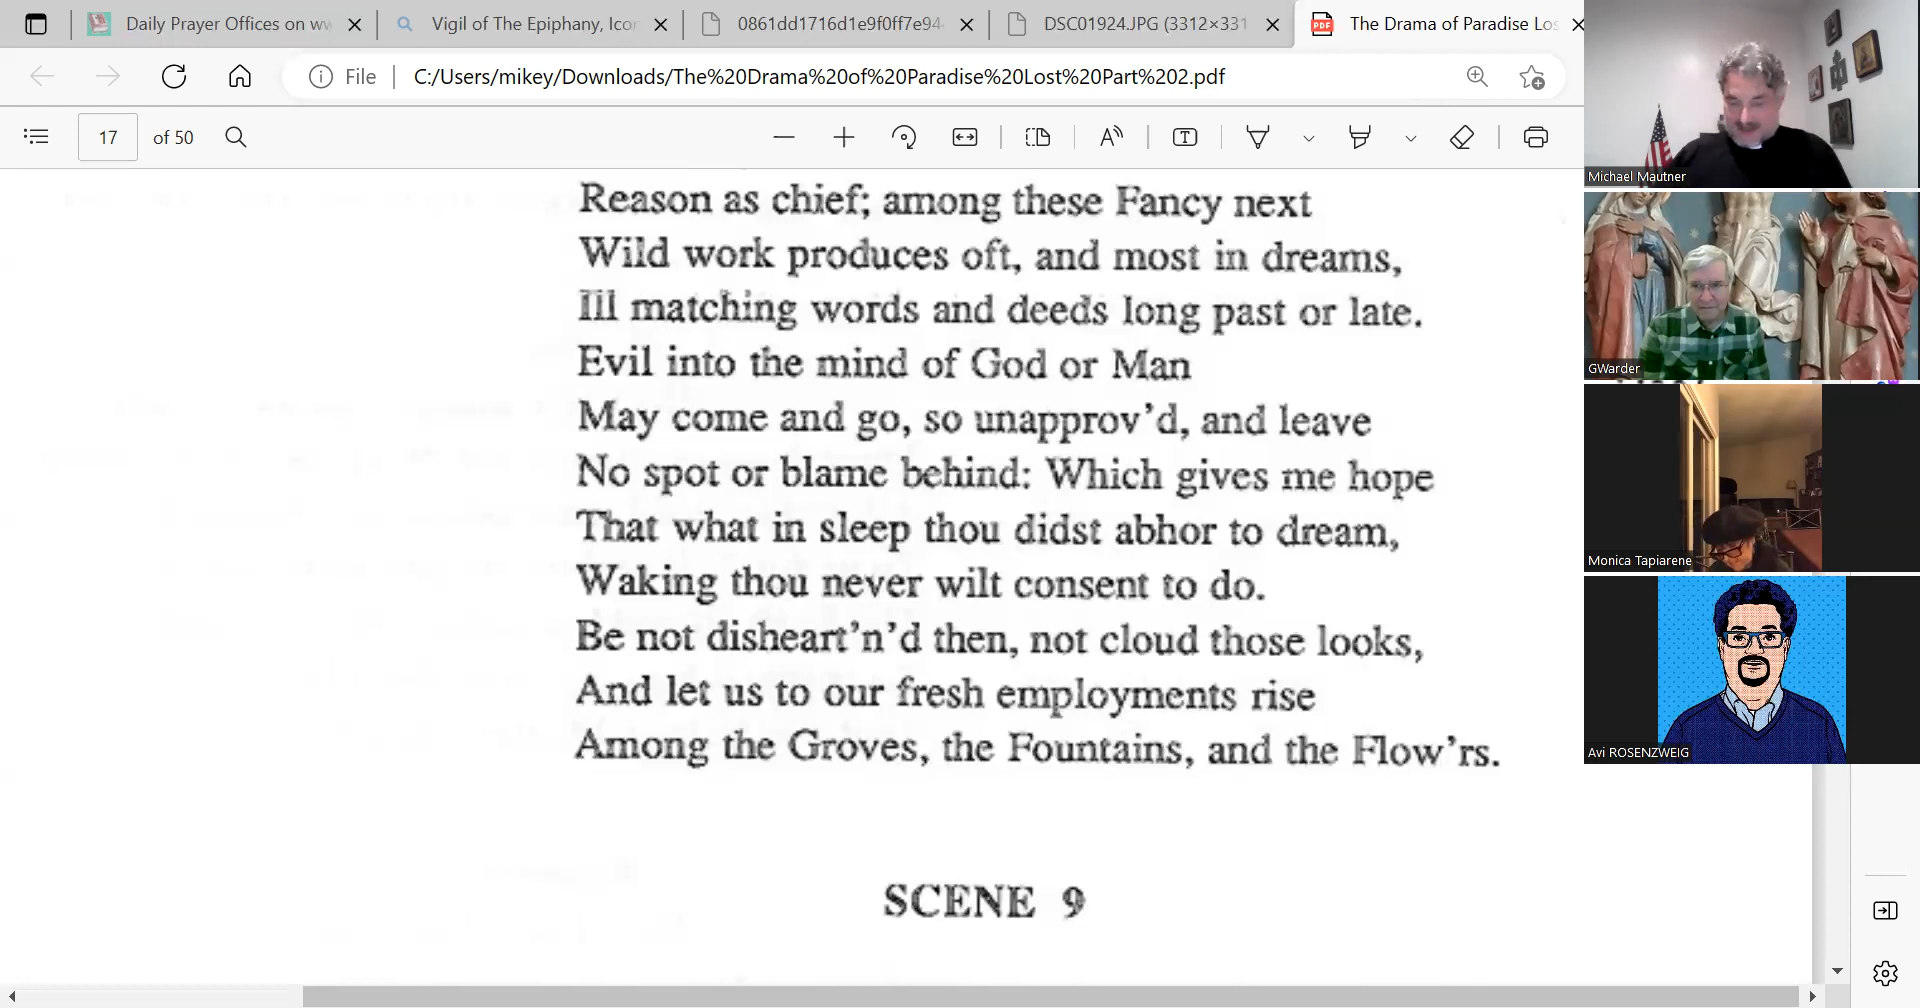 Daily Prayer Offices on ww
Vigil of The Epiphany, Icon
0861dd1716d1e9f0ff7e94
DSC01924.JPG (3312×331
PDF
The Drama of Paradise Los
File
C:/Users/mikey/Downloads/The%20Drama%20of%20Paradise%20Lost%20Part%202.pdf
17
of 50
Reason as chief; among these Fancy next
Wild work produces oft, and most in dreams,
Ill matching words and deeds long past or late.
Evil into the mind of God or Man
May come and go, so unapprov’d, and leave
No spot or blame behind: Which gives me hope
That what in sleep thou didst abhor to dream,
Waking thou never wilt consent to do.
Be not disheart’n’d then, not cloud those looks,
And let us to our fresh employments rise
Among the Groves, the Fountains, and the Flow’rs.
SCENE 9
Michael Mautner
GWarder
Monica Tapiarene
Avi ROSENZWEIG